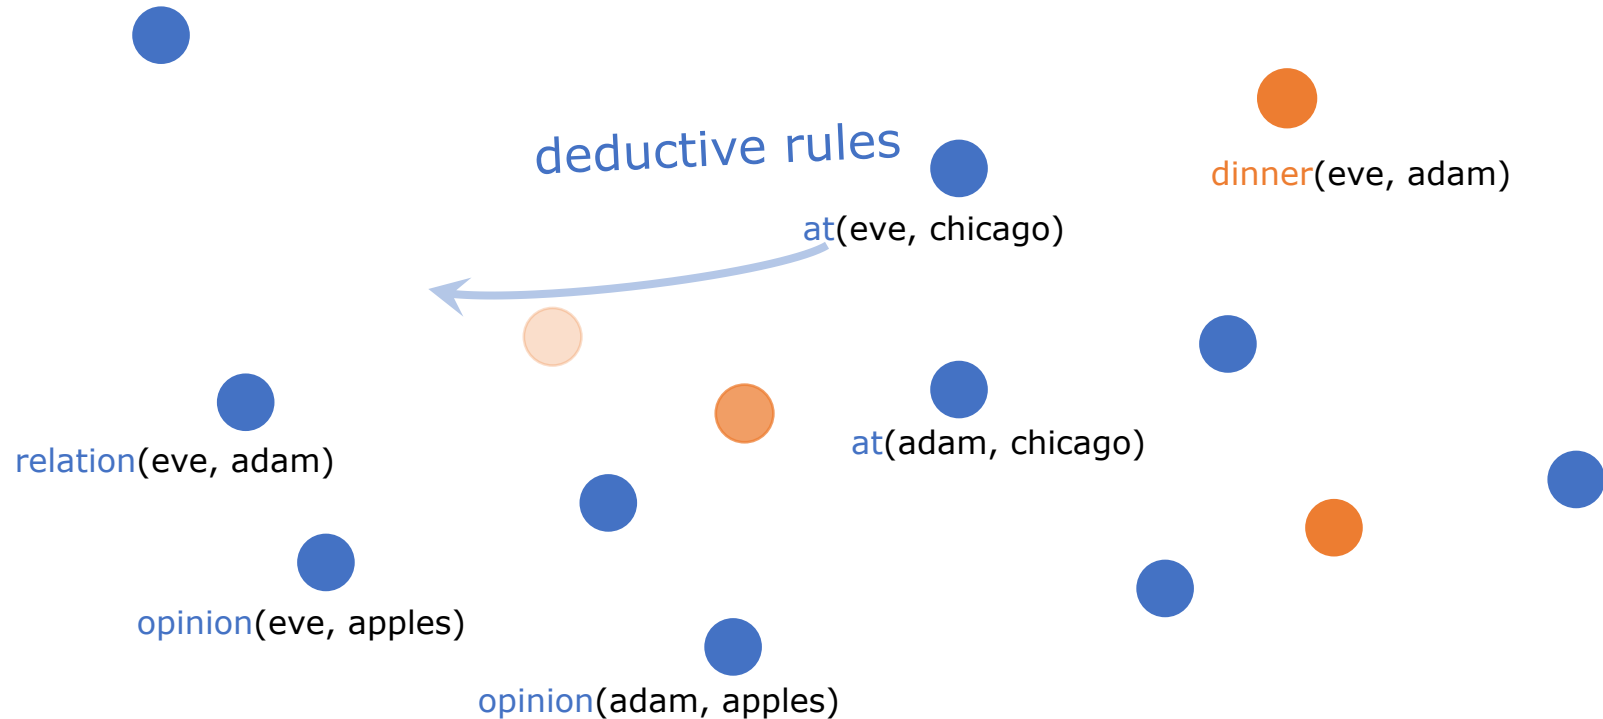 deductive rules
dinner(eve, adam)
at(eve, chicago)
at(adam, chicago)
relation(eve, adam)
opinion(eve, apples)
opinion(adam, apples)